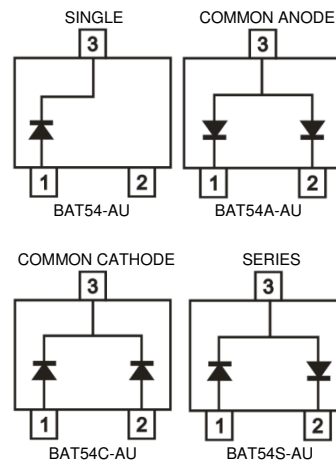 SINGLE
3
1 2
BAT54-AU
COMMON ANODE
3
1 2
BAT54A-AU
COMMON CATHODE
3
1 2
BAT54C-AU
SERIES
3
1 2
BAT54S-AU